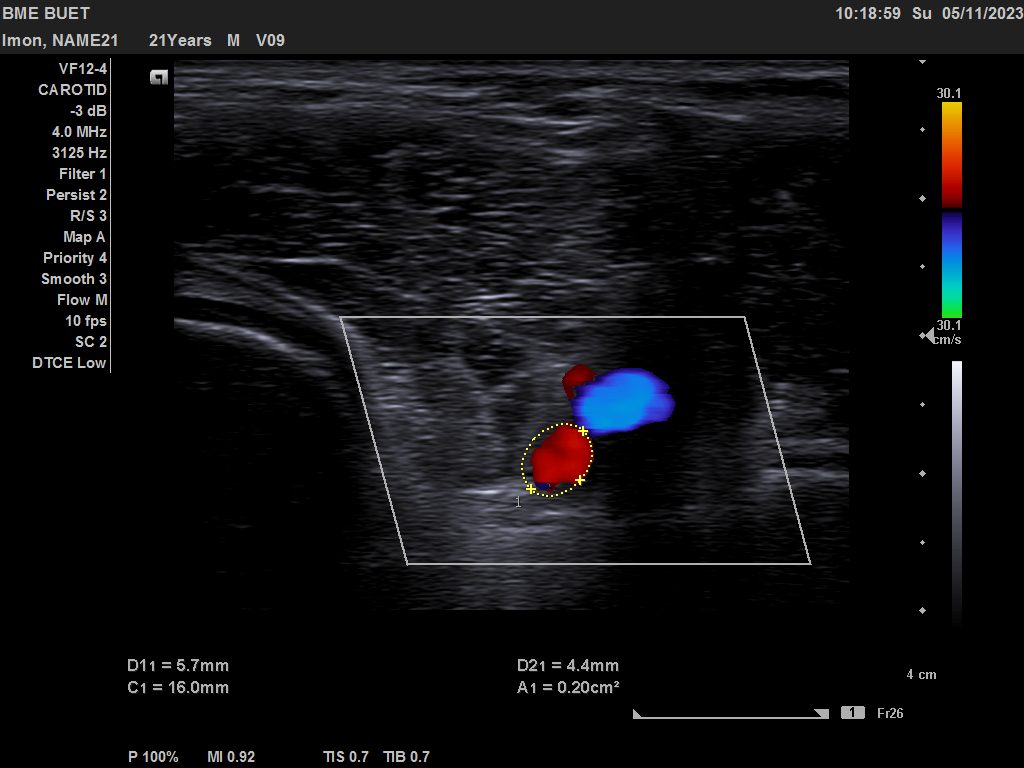 BME BUET
10:18:59 Su 05/11/2023
Imon, NAME21 21Years M V09
VF12-4
CAROTID
-3 dB
4.0 MHz
3125 Hz
Filter 1
Persist 2
R/S 3
Map A
Priority 4
Smooth 3
Flow M
10 fps
SC 2
DTCE Low
30.1
30.1
cm/s
1
D11 = 5.7mm
C1 = 16.0mm
D21 = 4.4mm
A1 = 0.20cm²
4 cm
1 Fr26
P 100% MI 0.92 TIS 0.7 TIB 0.7